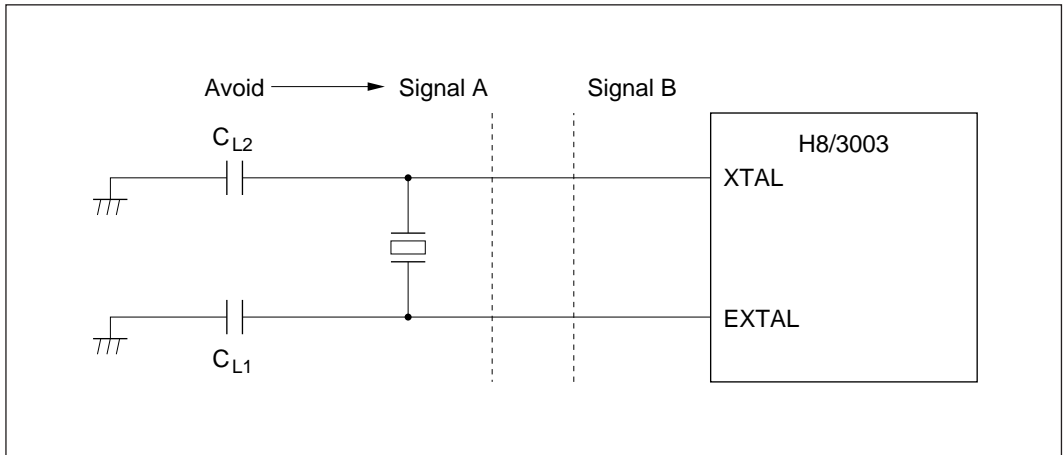 Avoid
Signal A
Signal B
CL2
H8/3003
XTAL
EXTAL
CL1